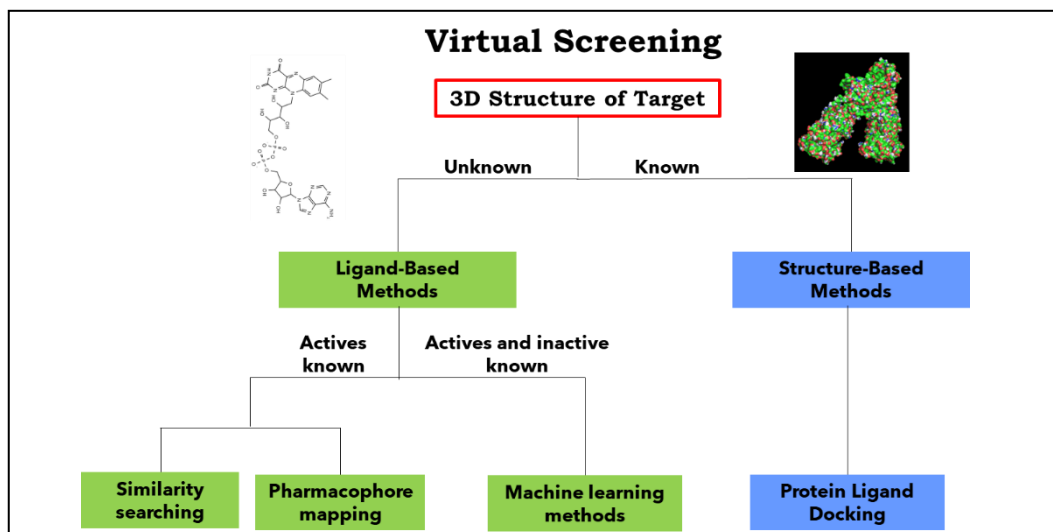 Virtual Screening
3D Structure of Target
Unknown
Known
Ligand-Based
Methods
Structure-Based
Methods
Actives
known
Actives and inactive
known
Similarity
searching
Pharmacophore
mapping
Machine learning
methods
Protein Ligand
Docking